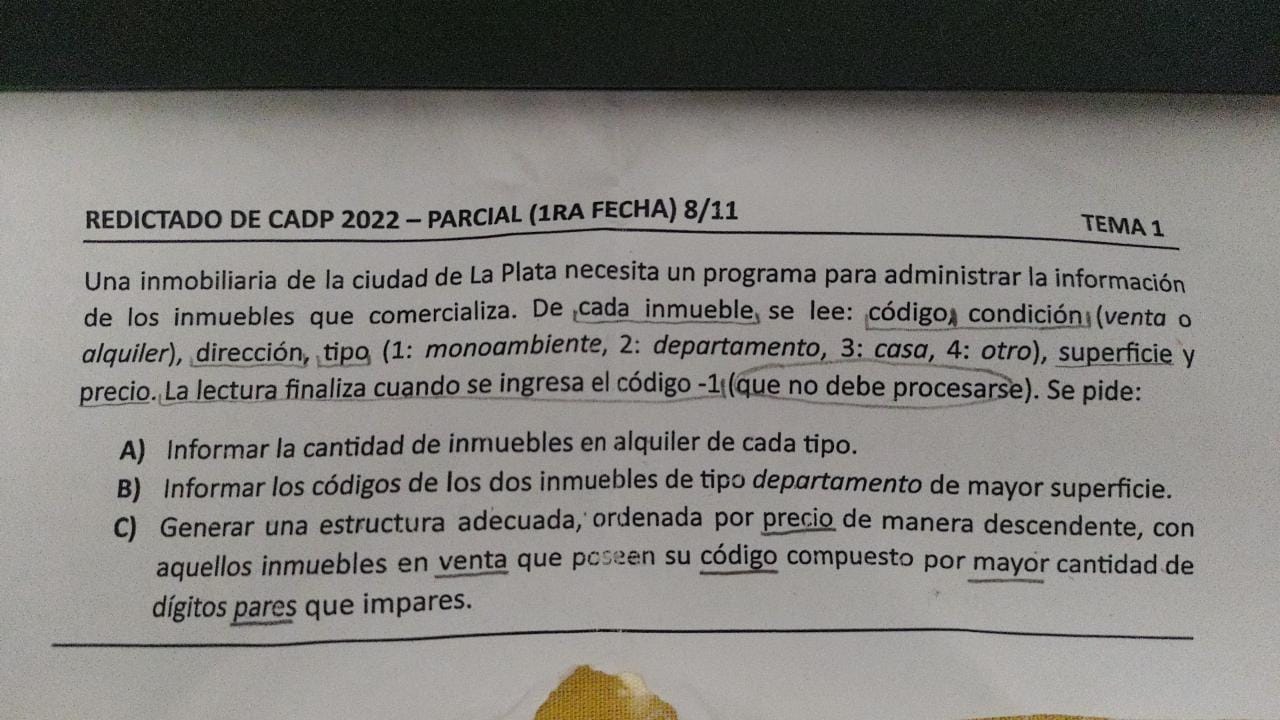 REDICTADO DE CADP 2022 – PARCIAL (1RA FECHA) 8/11
TEMA 1
Una inmobiliaria de la ciudad de La Plata necesita un programa para administrar la información
de los inmuebles que comercializa. De cada inmueble, se lee: código, condición (venta o
alquiler), dirección, tipo (1: monoambiente, 2: departamento, 3: casa, 4: otro), superficie y
precio. La lectura finaliza cuando se ingresa el código -1 (que no debe procesarse). Se pide:
A) Informar la cantidad de inmuebles en alquiler de cada tipo.
B) Informar los códigos de los dos inmuebles de tipo departamento de mayor superficie.
C) Generar una estructura adecuada, ordenada por precio de manera descendente, con
aquellos inmuebles en venta que poseen su código compuesto por mayor cantidad de
dígitos pares que impares.